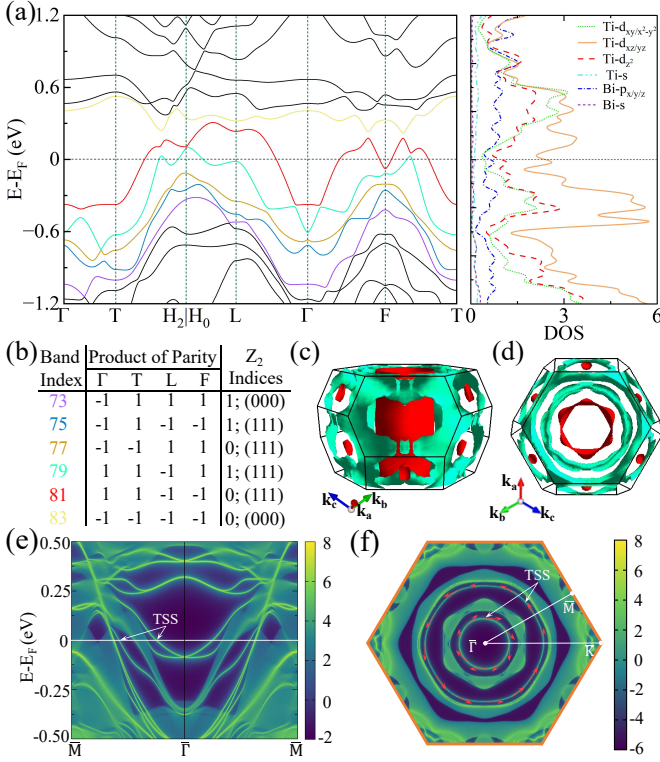 (a)
1.2
0.6
0
−0.6
−1.2
E-E_F (eV)
Γ T H₂|H₀ L Γ F T
Ti-d_xy/x²-y²
Ti-d_xz/yz
Ti-d_z²
Ti-s
Bi-p_x/y/z
Bi-s
0 3 6
DOS
(b)
Band Product of Parity Z₂
Index Γ T L F Indices
73 -1 1 1 1 1; (000)
75 -1 1 -1 -1 1; (111)
77 -1 -1 1 1 0; (111)
79 1 1 -1 1 1; (111)
81 1 1 -1 1 0; (111)
83 -1 -1 -1 -1 0; (000)
(c)
k_c k_a k_b
(d)
k_a
k_b k_c
(e)
0.50
0.25
0
-0.25
-0.50
E-E_F (eV)
TSS
M̄ Γ̄ M̄
8
6
4
2
0
-2
(f)
TSS
M̄
Γ̄
K̄
8
6
4
2
0
-2
-4
-6